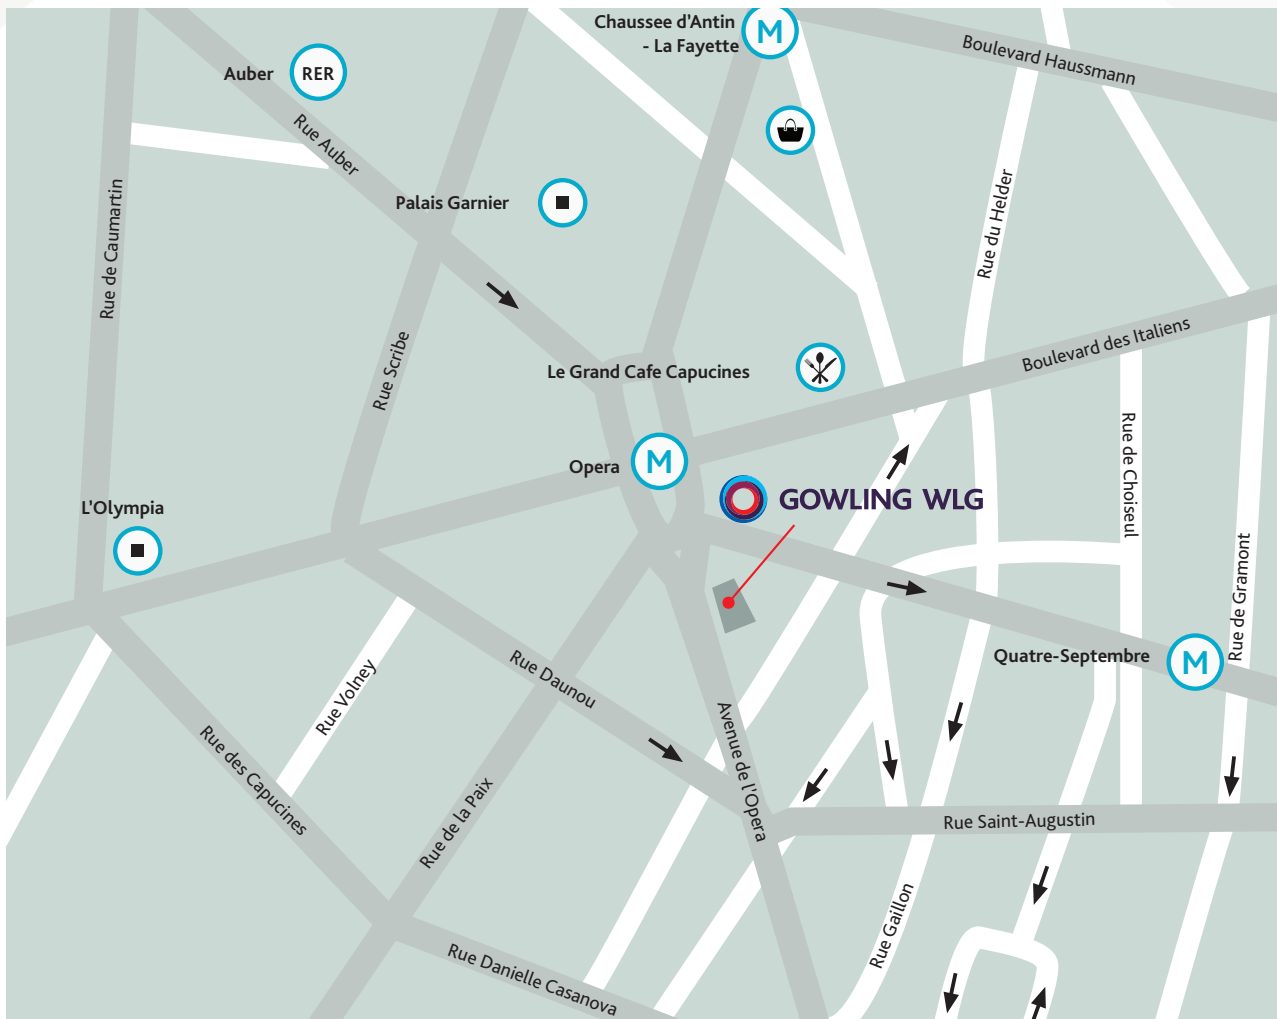 Chaussee d'Antin
- La Fayette
M
Boulevard Haussmann
Auber
RER
Rue Auber
Rue de Caumartin
Palais Garnier
Rue du Helder
Rue Scribe
Boulevard des Italiens
Le Grand Cafe Capucines
Rue de Choiseul
Opera
M
GOWLING WLG
L'Olympia
Rue de Gramont
Quatre-Septembre
M
Rue Daunou
Rue Volney
Avenue de l'Opera
Rue des Capucines
Rue de la Paix
Rue Saint-Augustin
Rue Gaillon
Rue Danielle Casanova